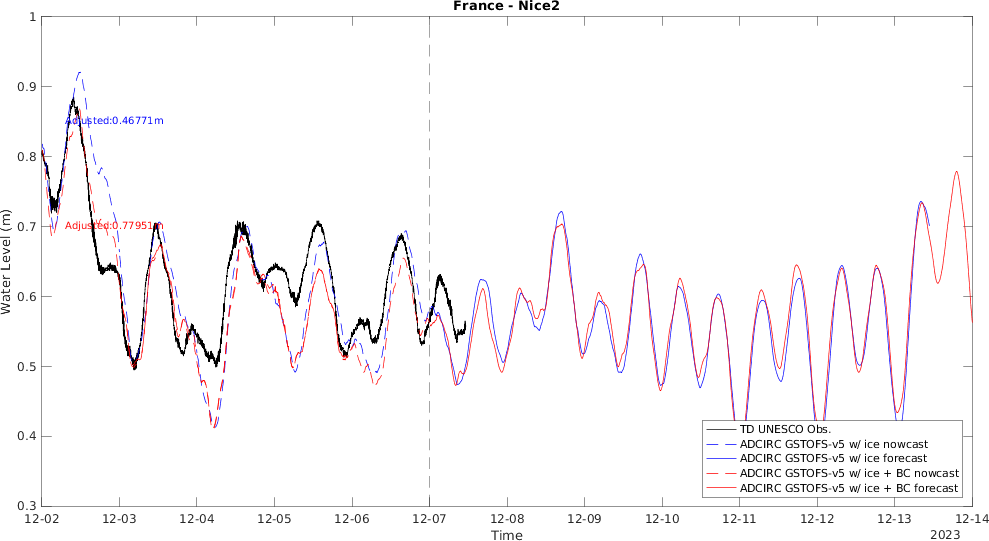 France - Nice2
1
0.9
0.8
0.7
0.6
0.5
0.4
0.3
Water Level (m)
Adjusted:0.46771m
Adjusted:0.77951m
TD UNESCO Obs.
ADCIRC GSTOFS-v5 w/ ice nowcast
ADCIRC GSTOFS-v5 w/ ice forecast
ADCIRC GSTOFS-v5 w/ ice + BC nowcast
ADCIRC GSTOFS-v5 w/ ice + BC forecast
12-02 12-03 12-04 12-05 12-06 12-07 12-08 12-09 12-10 12-11 12-12 12-13 12-14
Time
2023